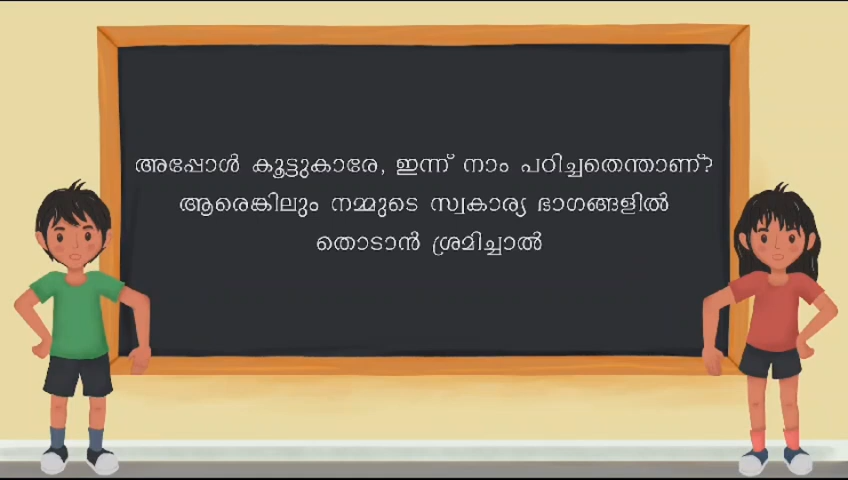 അപ്പോൾ കൂട്ടുകാരേ, ഇന്ന് നാം പഠിച്ചതെന്താണ്?
ആരെങ്കിലും നമ്മുടെ സ്വകാര്യ ഭാഗങ്ങളിൽ
തൊടാൻ ശ്രമിച്ചാൽ